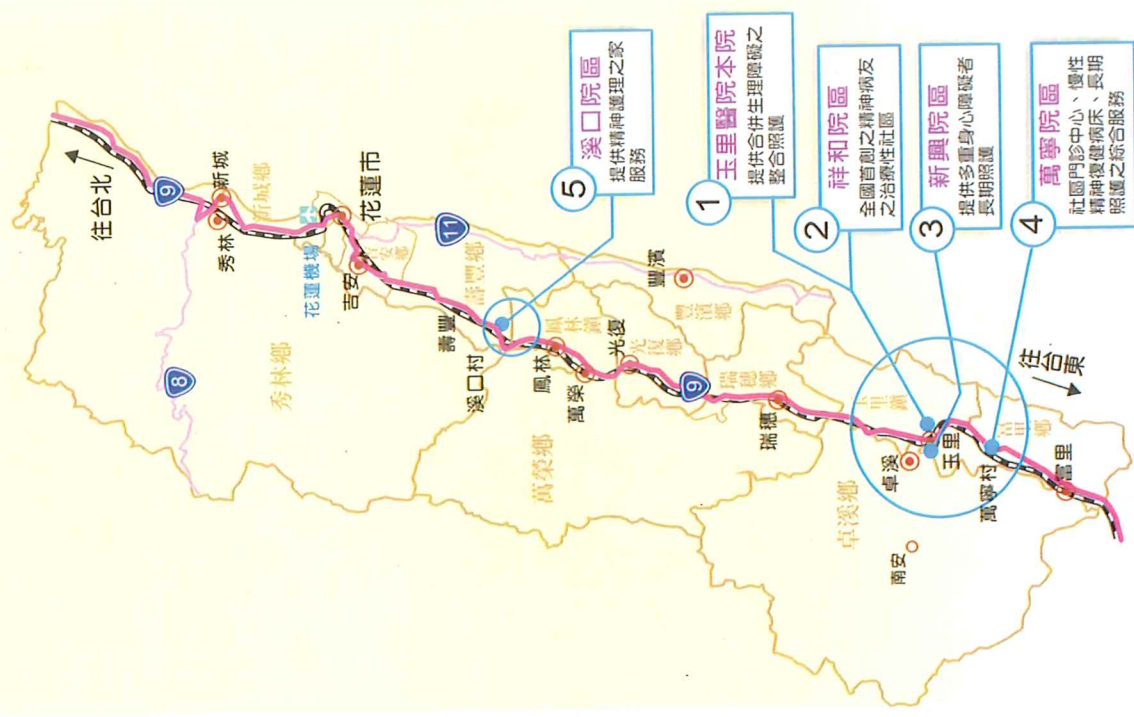 往台北
9
新城
秀林
新城鄉
8
花蓮機場
花蓮市
吉安
吉安鄉
秀林鄉
11
壽豐
壽豐鄉
溪口村
鳳林
鳳林鎮
萬榮
光復
光復鄉
豐濱
豐濱鄉
9
萬榮鄉
瑞穗
瑞穗鄉
玉里鎮
卓溪
玉里
卓溪鄉
南安
萬寧村
富里
富里鄉
往台東
5
溪口院區
提供精神護理之家
服務
1
玉里醫院本院
提供合併生理障礙之
整合照護
2
祥和院區
全國首創之精神病友
之治療性社區
3
新興院區
提供多重身心障礙者
長期照護
4
萬寧院區
社區門診中心、慢性
精神復健病床、長期
照護之綜合服務